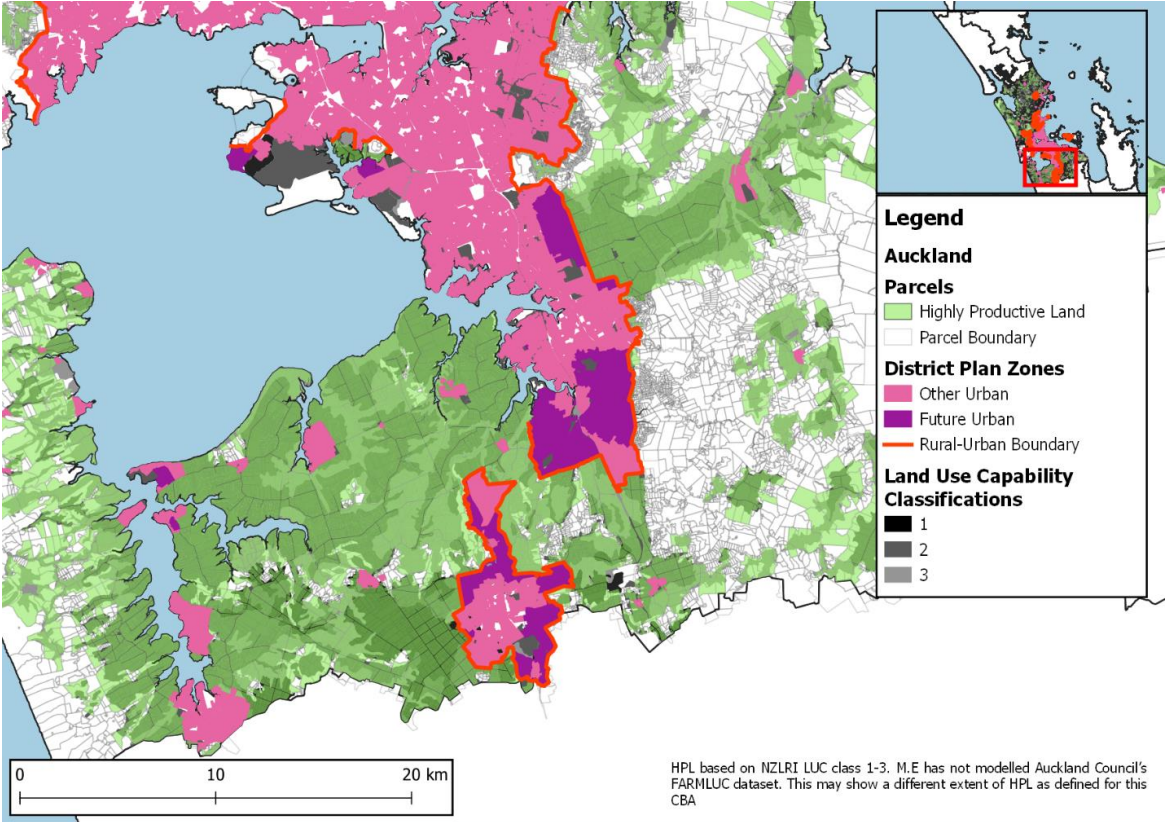 Legend
Auckland
Parcels
Highly Productive Land
Parcel Boundary
District Plan Zones
Other Urban
Future Urban
Rural-Urban Boundary
Land Use Capability
Classifications
1
2
3
0 10 20 km
HPL based on NZLRI LUC class 1-3. M.E has not modelled Auckland Council's
FARMLUC dataset. This may show a different extent of HPL as defined for this
CBA